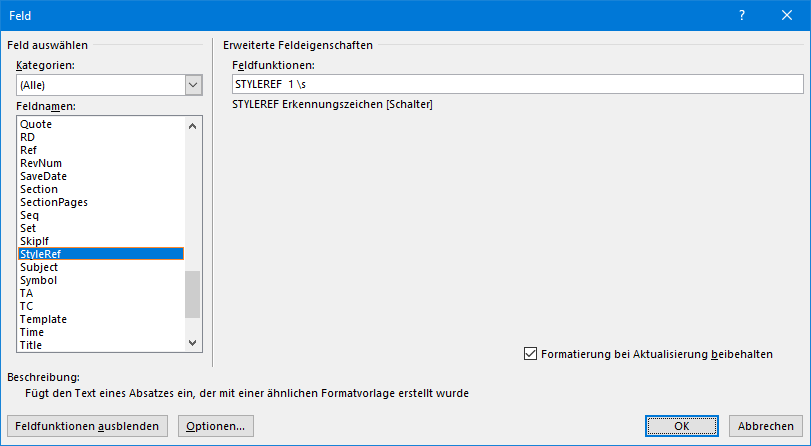 Feld
?
Feld auswählen
Kategorien:
(Alle)
Feldnamen:
Quote
RD
Ref
RevNum
SaveDate
Section
SectionPages
Seq
Set
SkipIf
StyleRef
Subject
Symbol
TA
TC
Template
Time
Title
Erweiterte Feldeigenschaften
Feldfunktionen:
STYLEREF  1 \s
STYLEREF Erkennungszeichen [Schalter]
Formatierung bei Aktualisierung beibehalten
Beschreibung:
Fügt den Text eines Absatzes ein, der mit einer ähnlichen Formatvorlage erstellt wurde
Feldfunktionen ausblenden
Optionen...
OK
Abbrechen